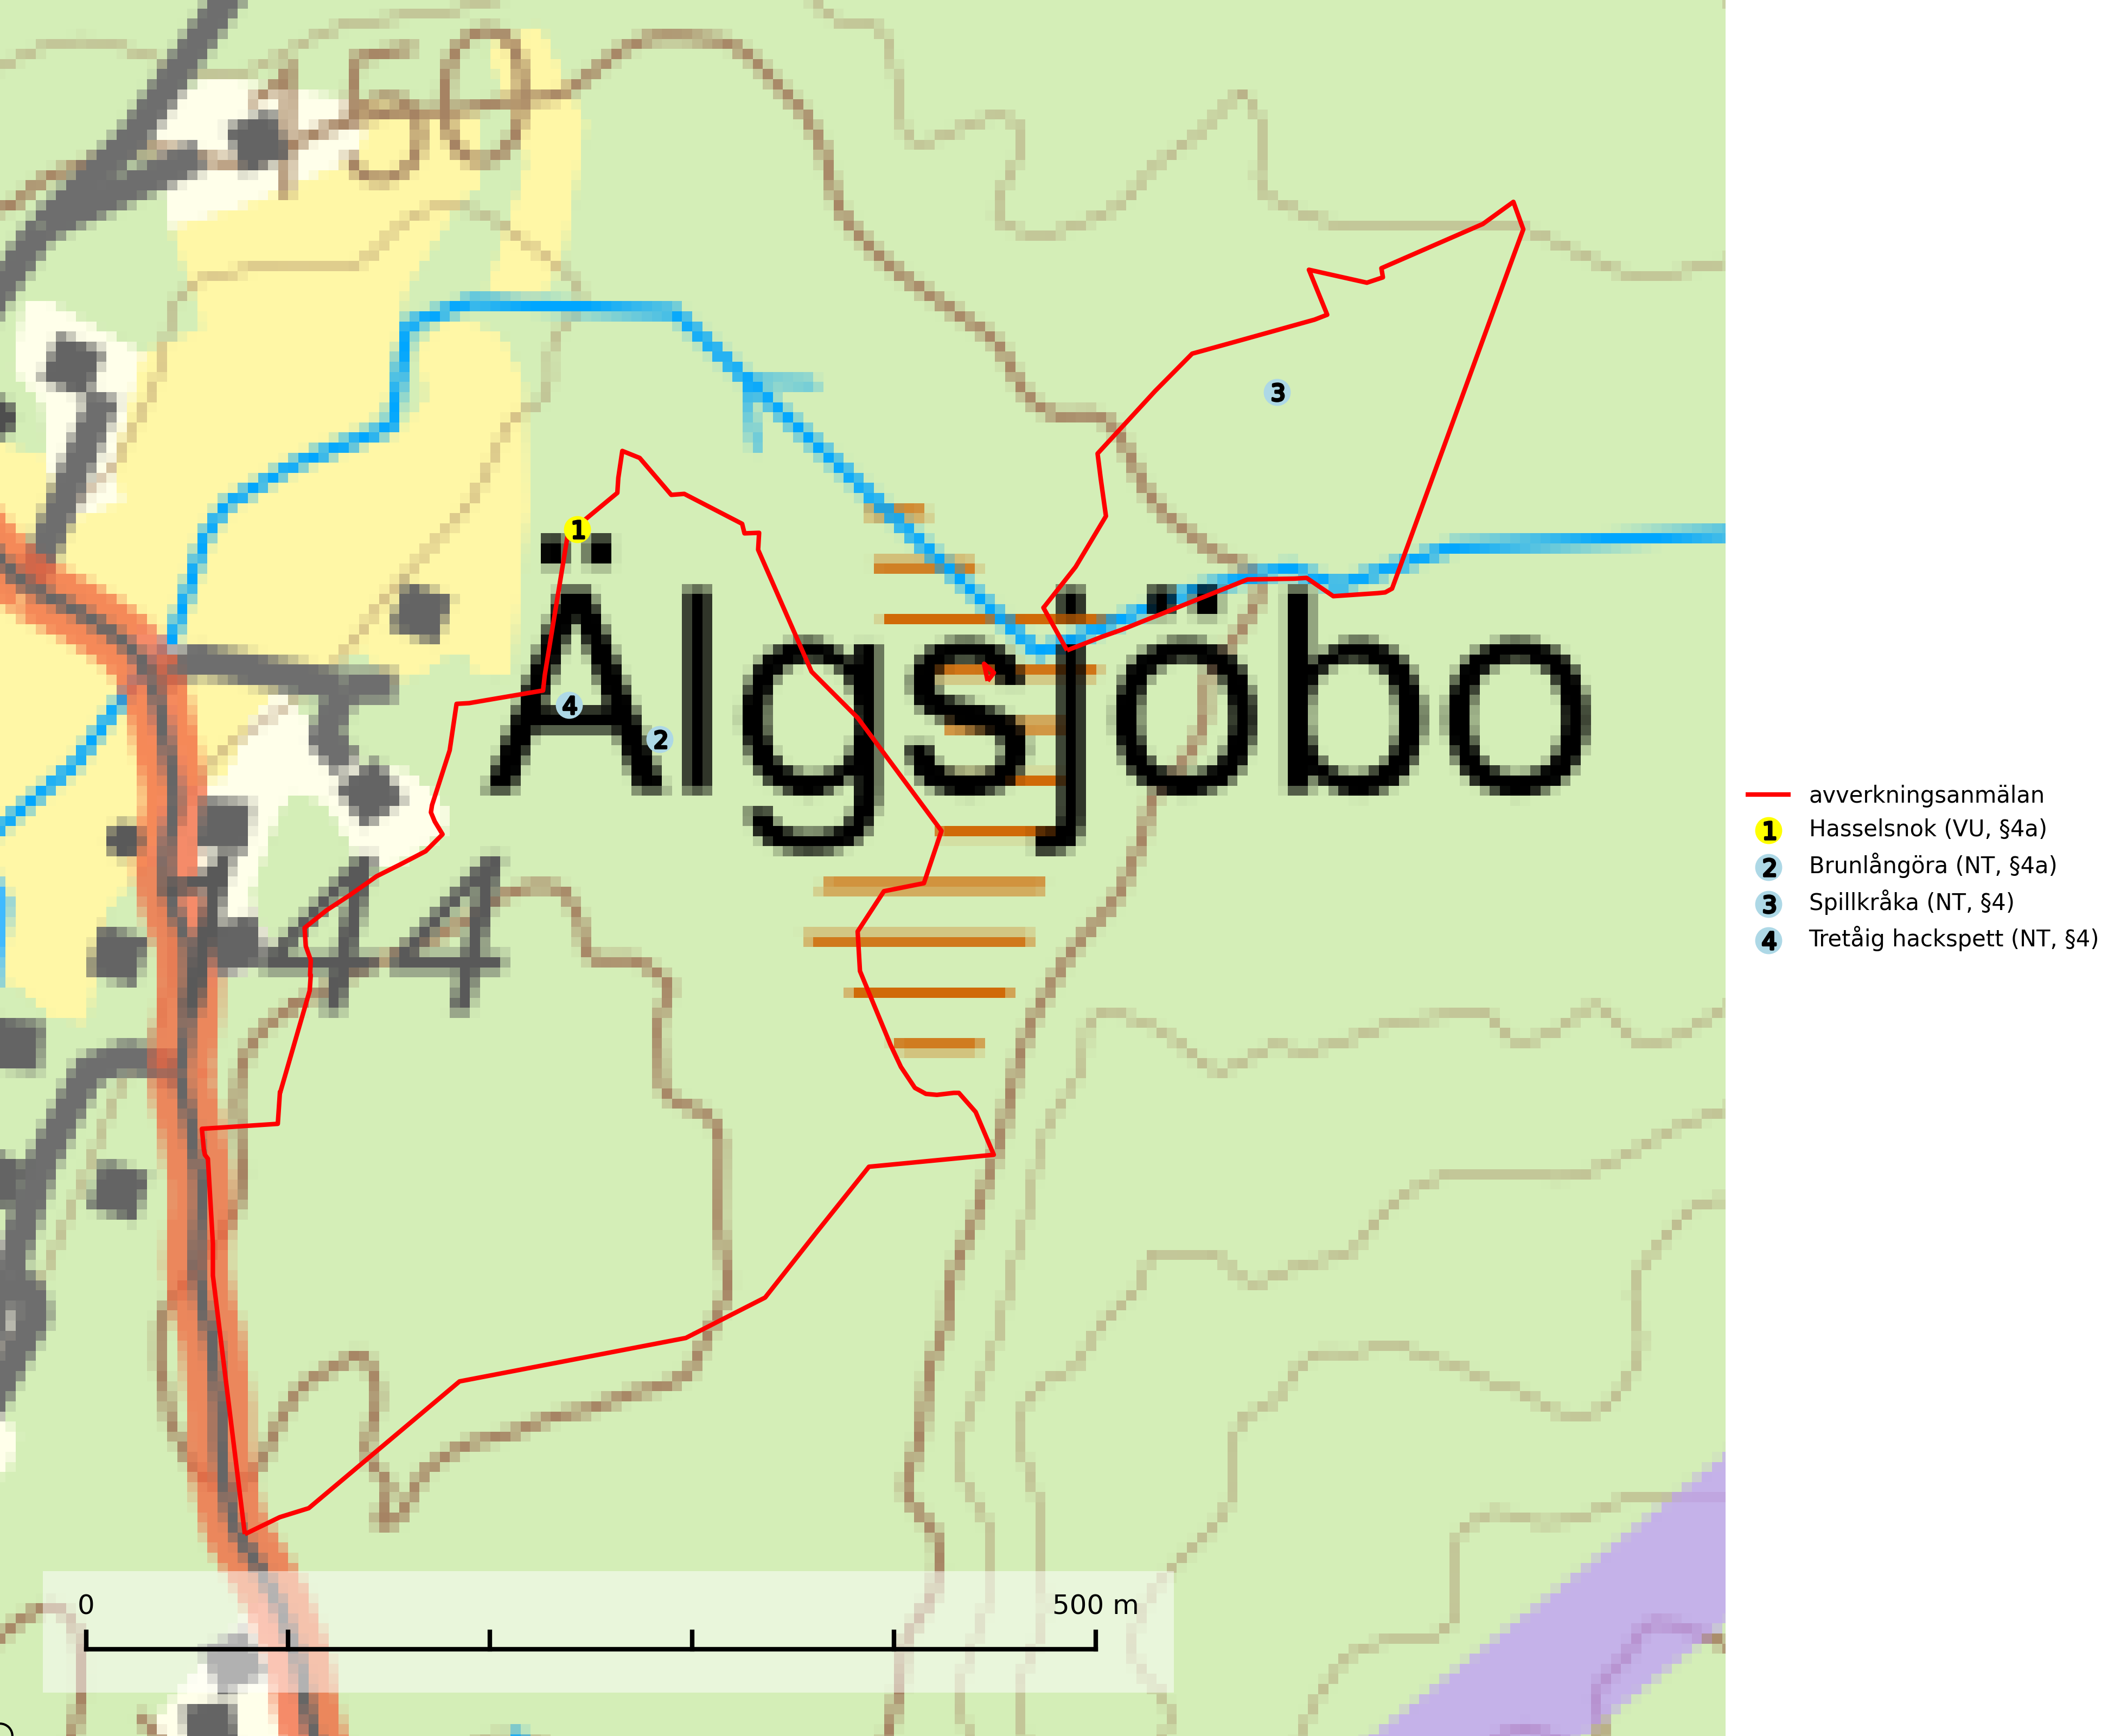 150
1
3
1
Älgsjöbo
4
2
144
avverkningsanmälan
1 Hasselsnok (VU, §4a)
2 Brunlångöra (NT, §4a)
3 Spillkråka (NT, §4)
4 Tretåig hackspett (NT, §4)
0 500 m